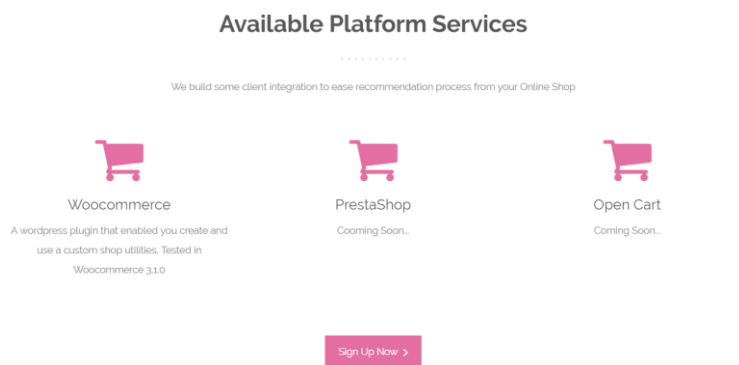 Available Platform Services
We build some client integration to ease recommendation process from your Online Shop
Woocommerce
A wordpress plugin that enabled you create and
use a custom shop utilities. Tested in
Woocommerce 3.1.0
PrestaShop
Cooming Soon...
Open Cart
Coming Soon...
Sign Up Now